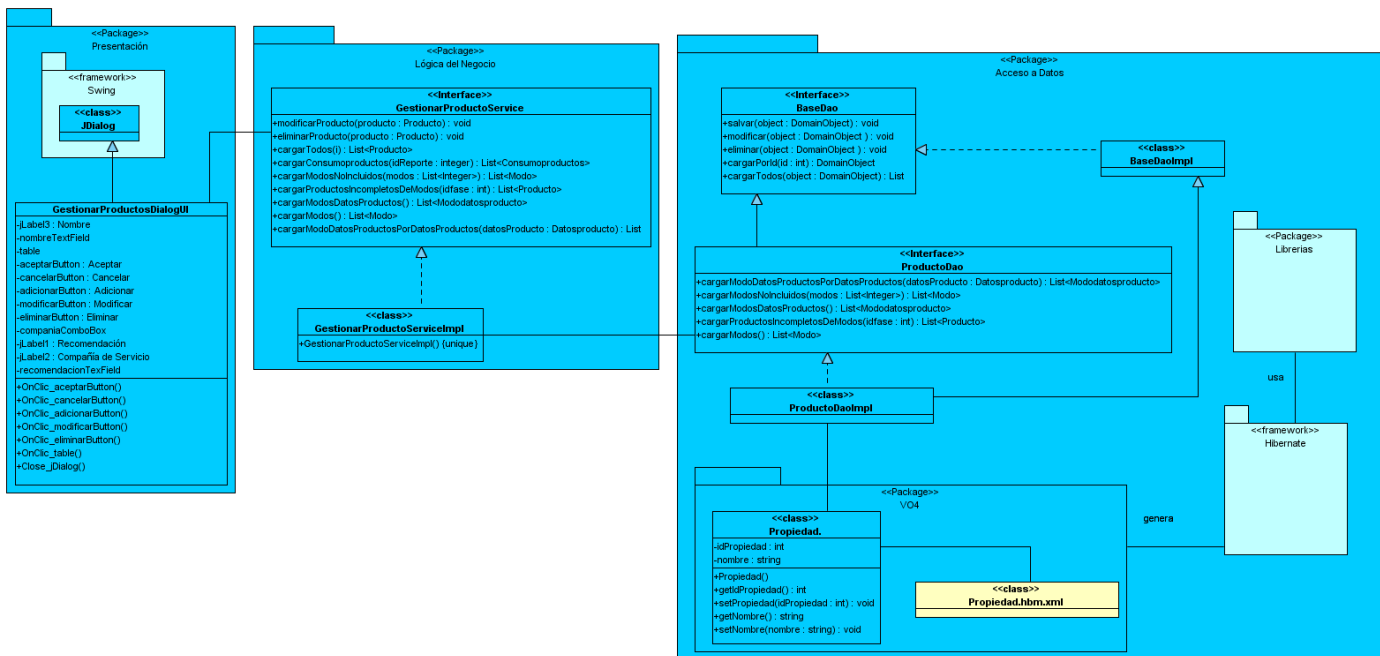 <<Package>>
Presentación
<<framework>>
Swing
<<class>>
JDialog
GestionarProductosDialogUI
-jLabel3 : Nombre
-nombreTextField
-table
-aceptarButton : Aceptar
-cancelarButton : Cancelar
-adicionarButton : Adicionar
-modificarButton : Modificar
-eliminarButton : Eliminar
-companiaComboBox
-jLabel1 : Recomendación
-jLabel2 : Compañía de Servicio
-recomendacionTexField
+OnClic_aceptarButton()
+OnClic_cancelarButton()
+OnClic_adicionarButton()
+OnClic_modificarButton()
+OnClic_eliminarButton()
+OnClic_table()
+Close_jDialog()
<<Package>>
Lógica del Negocio
<<Interface>>
GestionarProductoService
+modificarProducto(producto : Producto) : void
+eliminarProducto(producto : Producto) : void
+cargarTodos(i) : List<Producto>
+cargarConsumoproductos(idReporte : integer) : List<Consumoproductos>
+cargarModosNoIncluidos(modos : List<Integer>) : List<Modo>
+cargarProductosIncompletosDeModos(idfase : int) : List<Producto>
+cargarModosDatosProductos() : List<Mododatosproducto>
+cargarModos() : List<Modo>
+cargarModoDatosProductosPorDatosProductos(datosProducto : Datosproducto) : List
<<class>>
GestionarProductoServiceImpl
+GestionarProductoServiceImpl() {unique}
<<Package>>
Acceso a Datos
<<Interface>>
BaseDao
+salvar(object : DomainObject) : void
+modificar(object : DomainObject ) : void
+eliminar(object : DomainObject ) : void
+cargarPorId(id : int) : DomainObject
+cargarTodos(object : DomainObject) : List
<<class>>
BaseDaoImpl
<<Interface>>
ProductoDao
+cargarModoDatosProductosPorDatosProductos(datosProducto : Datosproducto) : List<Mododatosproducto>
+cargarModosNoIncluidos(modos : List<Integer>) : List<Modo>
+cargarModosDatosProductos() : List<Mododatosproducto>
+cargarProductosIncompletosDeModos(idfase : int) : List<Producto>
+cargarModos() : List<Modo>
<<class>>
ProductoDaoImpl
<<Package>>
Librerias
usa
<<framework>>
Hibernate
genera
<<Package>>
VO4
<<class>>
Propiedad.
-idPropiedad : int
-nombre : string
+Propiedad()
+getIdPropiedad() : int
+setPropiedad(idPropiedad : int) : void
+getNombre() : string
+setNombre(nombre : string) : void
<<class>>
Propiedad.hbm.xml